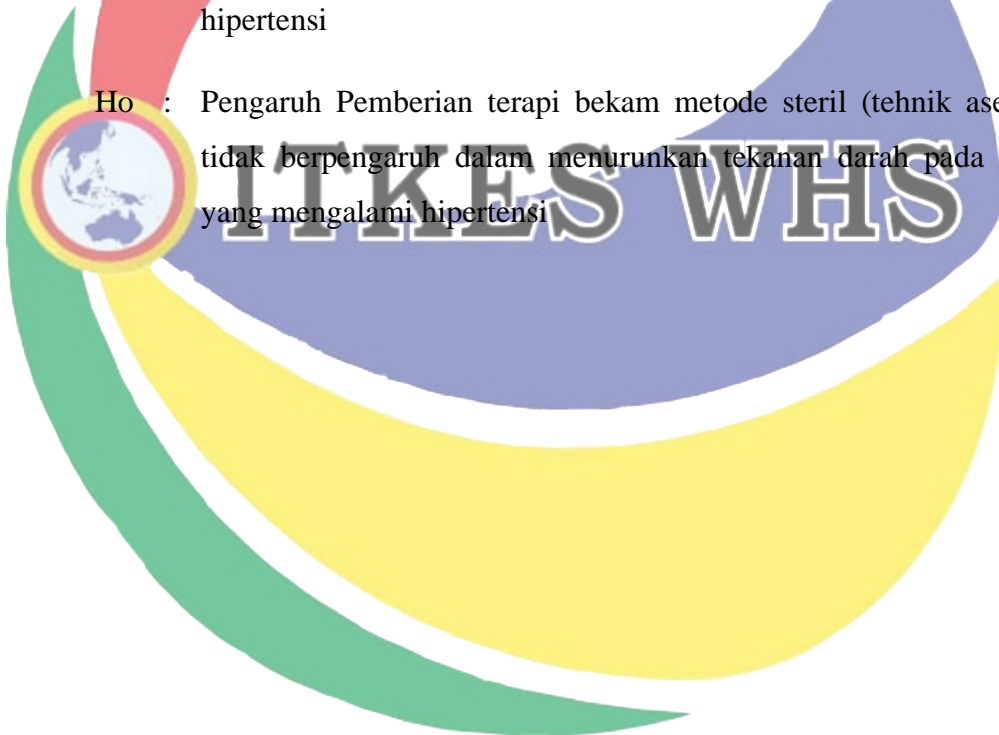 hipertensi
Ho : Pengaruh Pemberian terapi bekam metode steril (tehnik
tidak berpengaruh dalam menurunkan tekanan darah pada
yang mengalami hipertensi
ITKES WHS